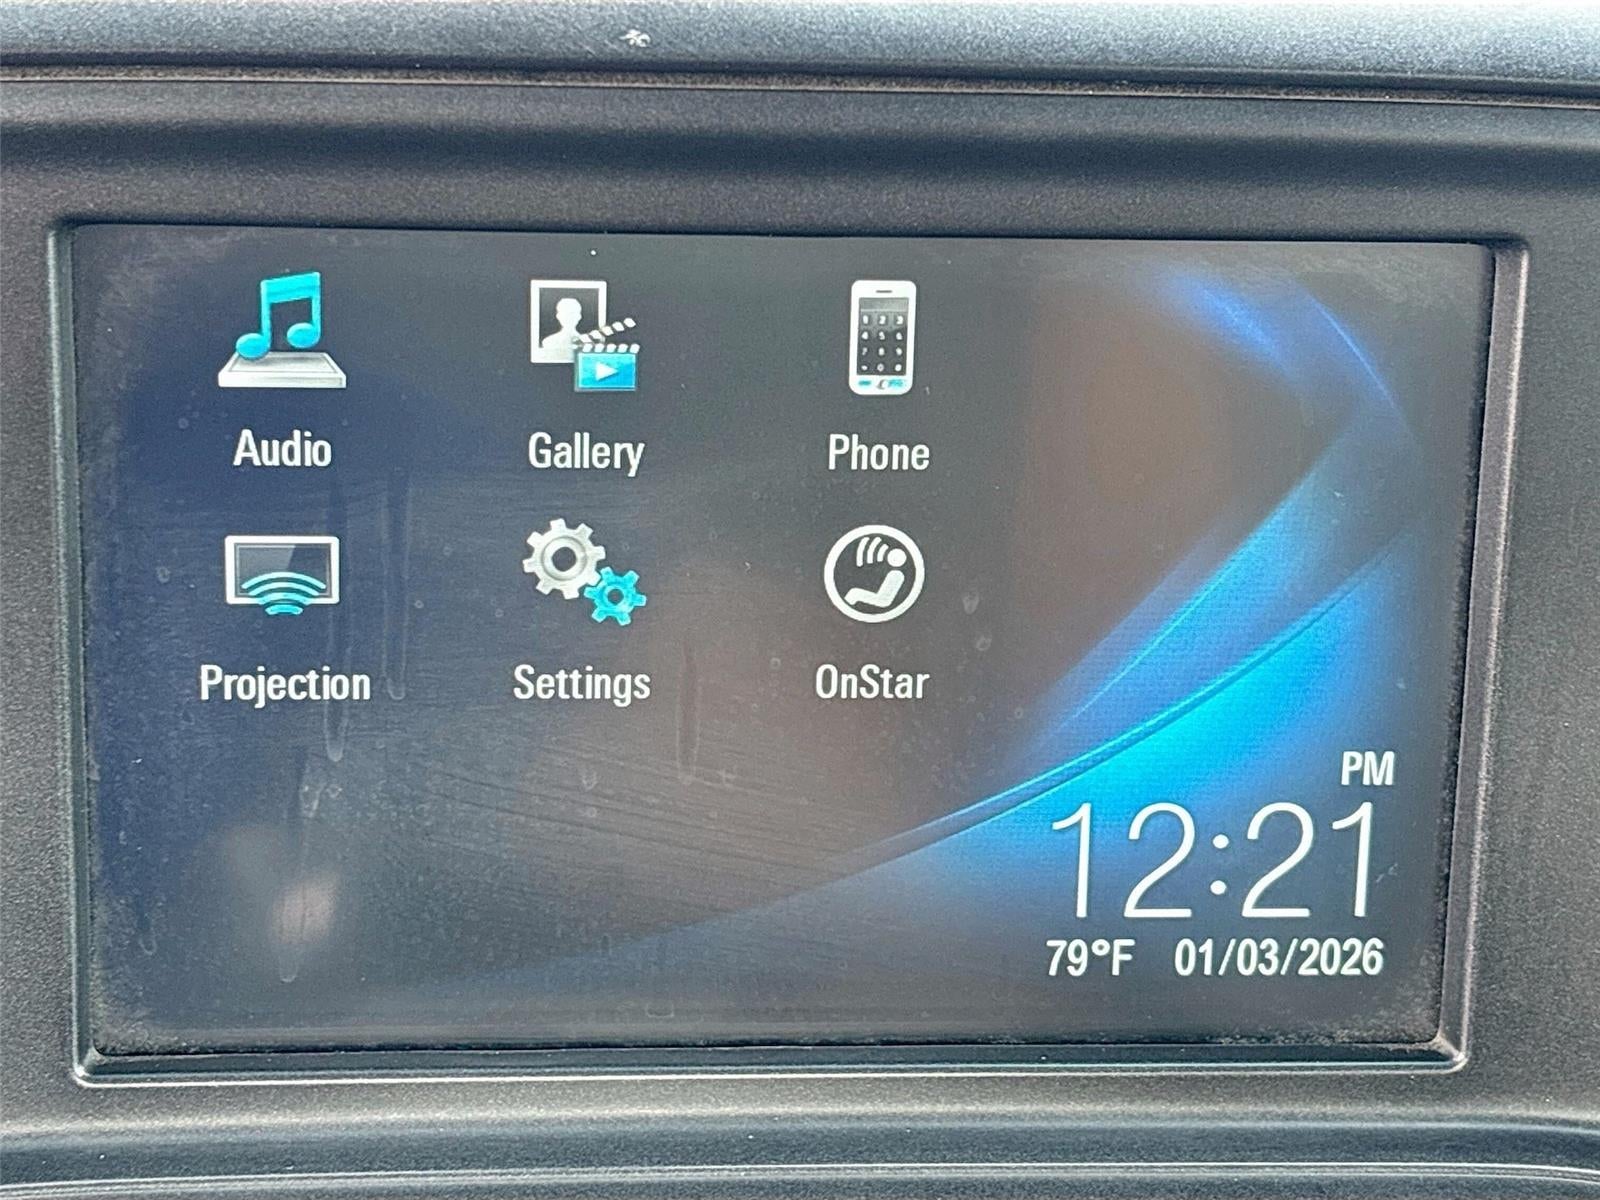 Audio Gallery Phone
Projection Settings OnStar
PM
12:21
79°F 01/03/2026